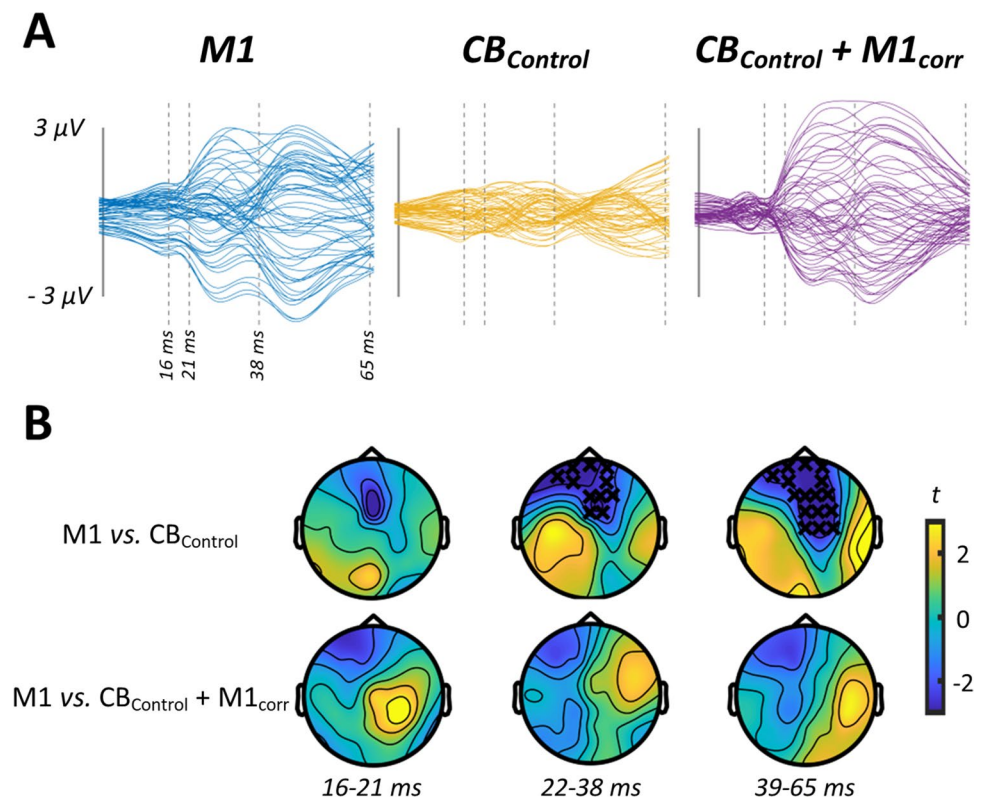 A
M1
CBControl
CBControl + M1corr
3 µV
- 3 µV
16 ms
21 ms
38 ms
65 ms
B
M1 vs. CBControl
M1 vs. CBControl + M1corr
t
2
0
-2
16-21 ms
22-38 ms
39-65 ms